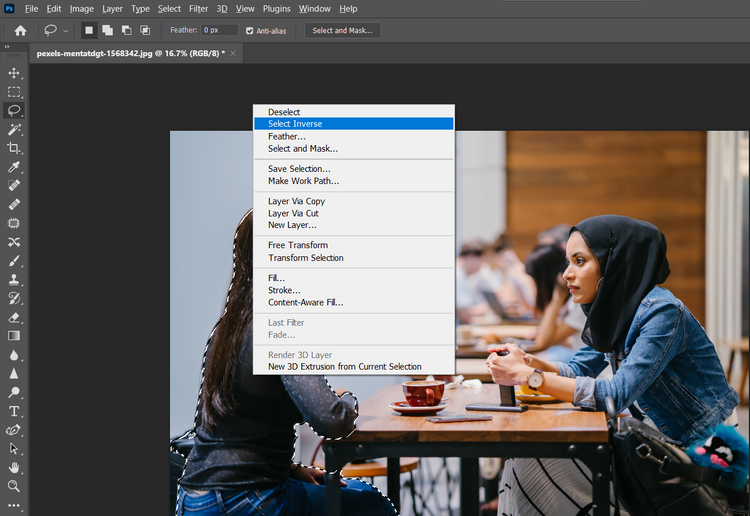 Ps File Edit Image Layer Type Select Filter 3D View Plugins Window Help
Feather: 0 px Anti-alias Select and Mask...
pexels-mentatdgt-1568342.jpg @ 16.7% (RGB/8) * ×
Deselect
Select Inverse
Feather...
Select and Mask...
Save Selection...
Make Work Path...
Layer Via Copy
Layer Via Cut
New Layer...
Free Transform
Transform Selection
Fill...
Stroke...
Content-Aware Fill...
Last Filter
Fade...
Render 3D Layer
New 3D Extrusion from Current Selection